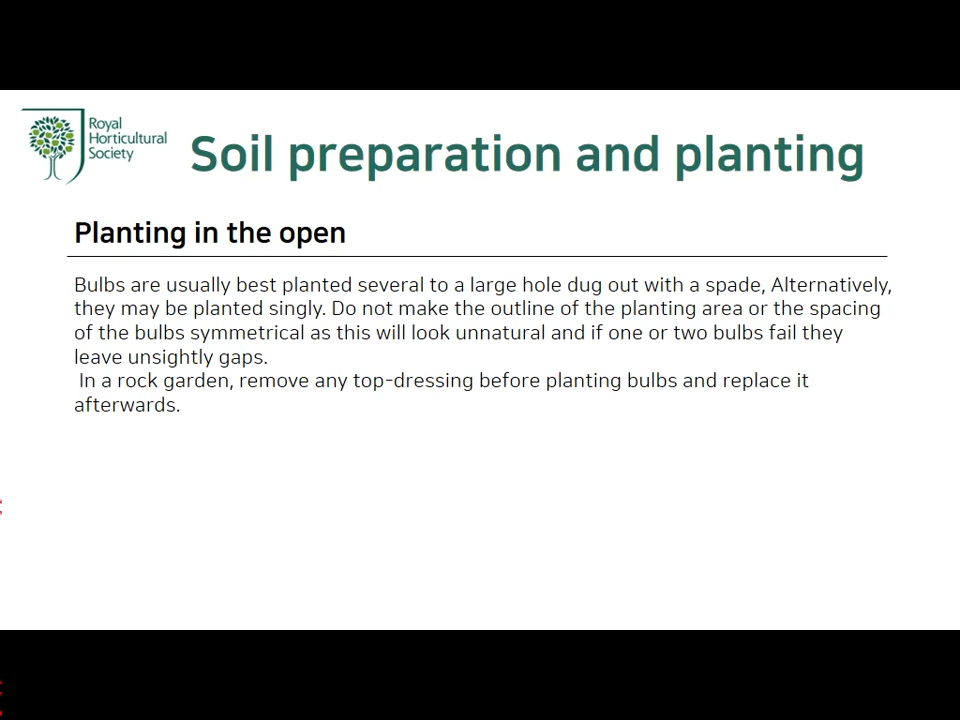 Royal
Horticultural
Society
Soil preparation and planting
Planting in the open
Bulbs are usually best planted several to a large hole dug out with a spade, Alternatively,
they may be planted singly. Do not make the outline of the planting area or the spacing
of the bulbs symmetrical as this will look unnatural and if one or two bulbs fail they
leave unsightly gaps.
In a rock garden, remove any top-dressing before planting bulbs and replace it
afterwards.